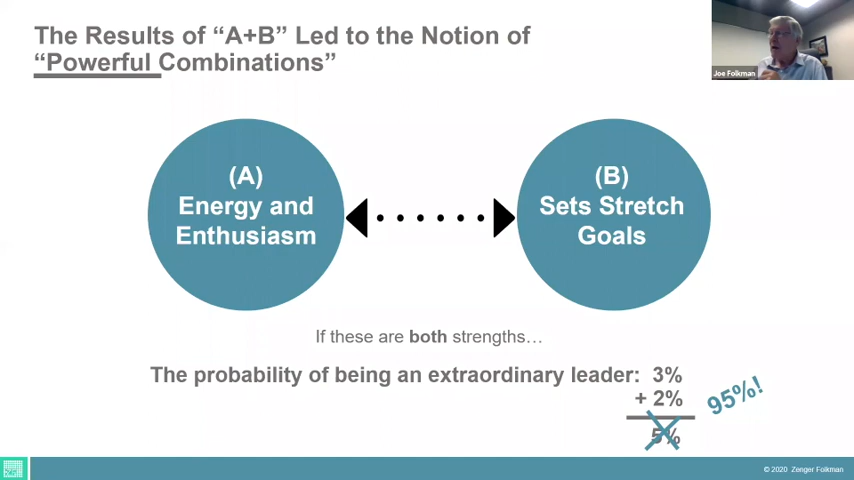 The Results of “A+B” Led to the Notion of
“Powerful Combinations”
Joe Folkman
(A)
Energy and
Enthusiasm
(B)
Sets Stretch
Goals
If these are both strengths…
The probability of being an extraordinary leader: 3%
+ 2%
5%
95%!
© 2020 Zenger Folkman